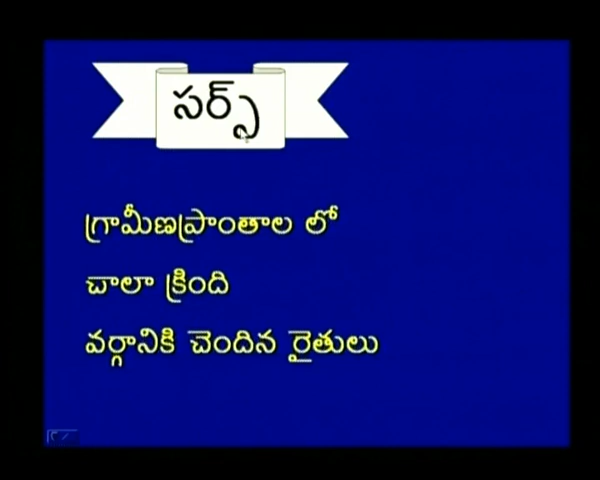 సర్ఫ్
గ్రామీణప్రాంతాల లో
చాలా క్రింది
వర్గానికి చెందిన రైతులు